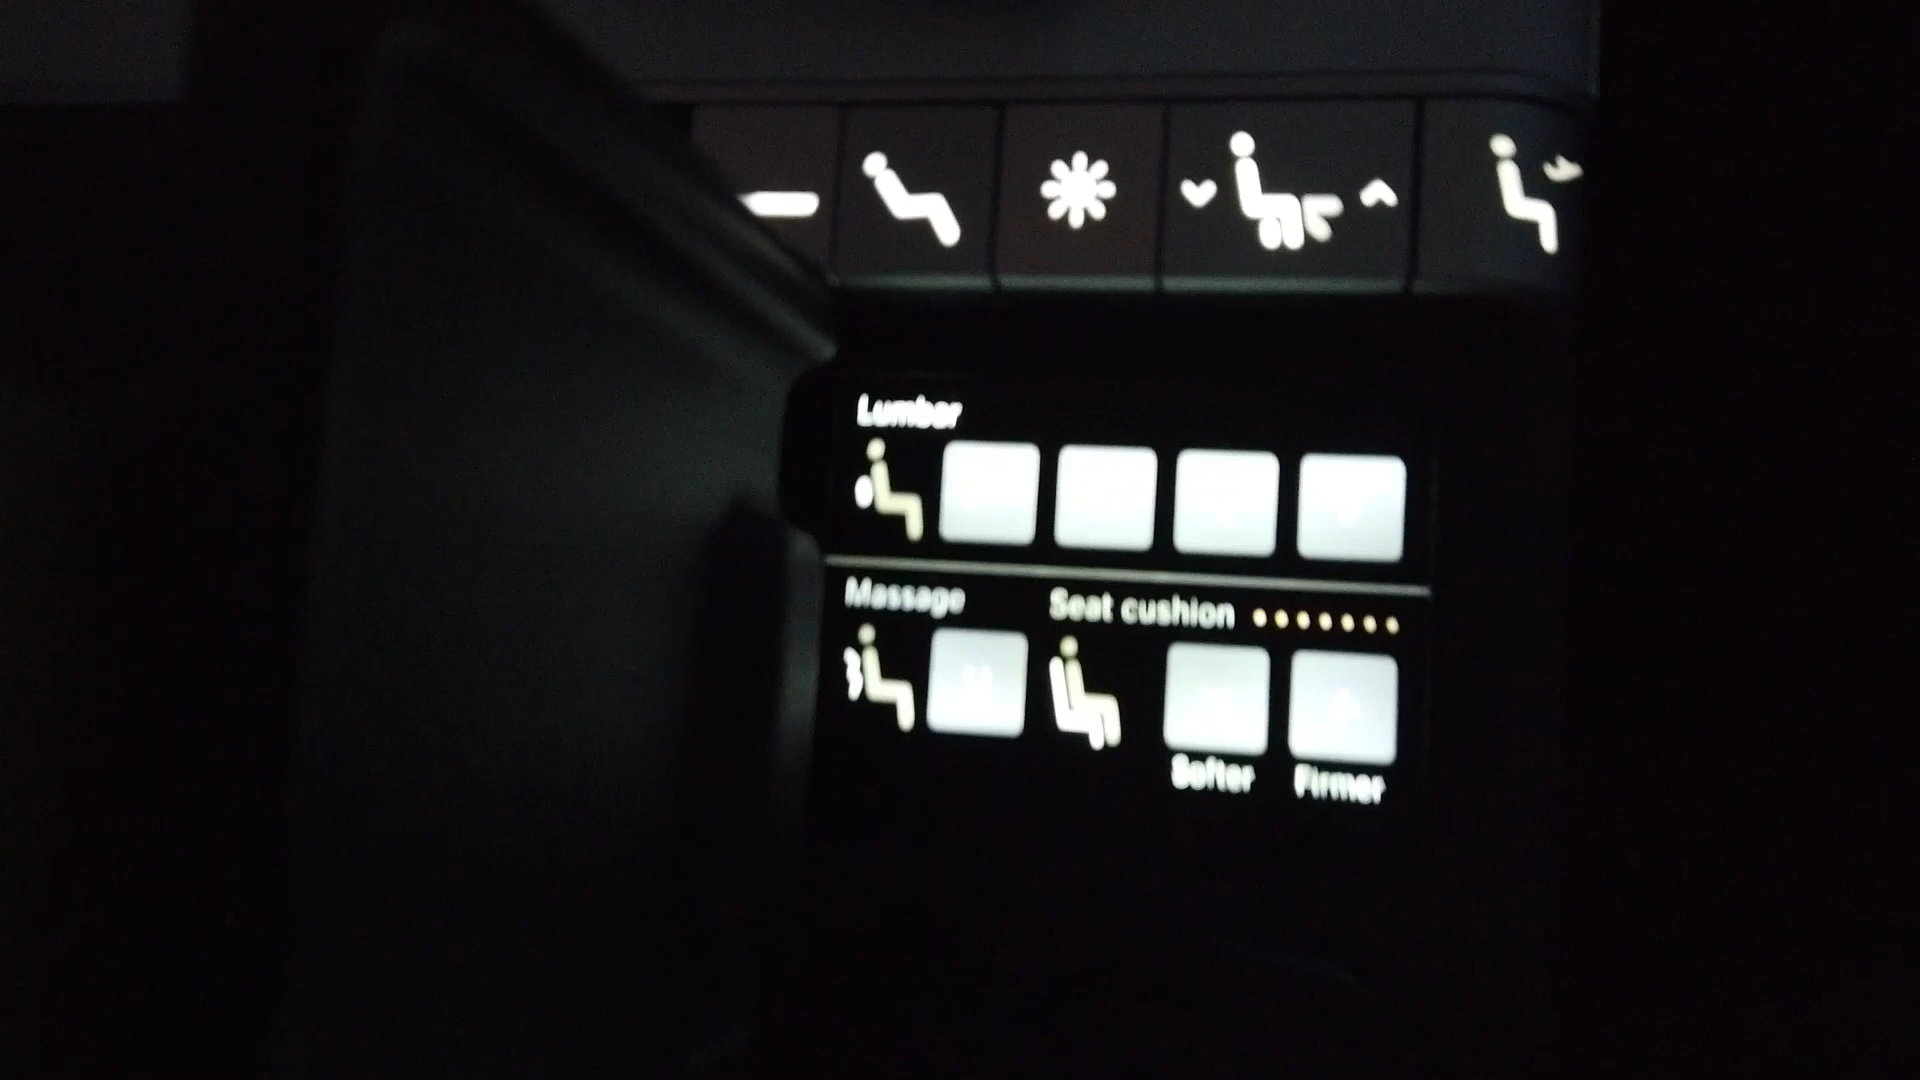 Lumbar
Massage
Seat cushion
Softer
Firmer